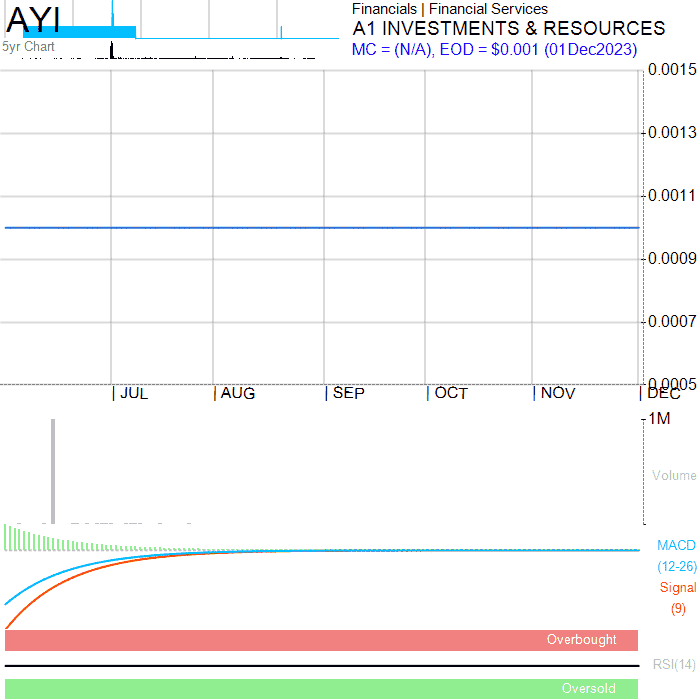 AYI
5yr Chart
Financials | Financial Services
A1 INVESTMENTS & RESOURCES
MC = (N/A), EOD = $0.001 (01Dec2023)
0.0015
0.0013
0.0011
0.0009
0.0007
0.0005
| JUL | AUG | SEP | OCT | NOV | DEC
1M
Volume
MACD
(12-26)
Signal
(9)
Overbought
RSI(14)
Oversold